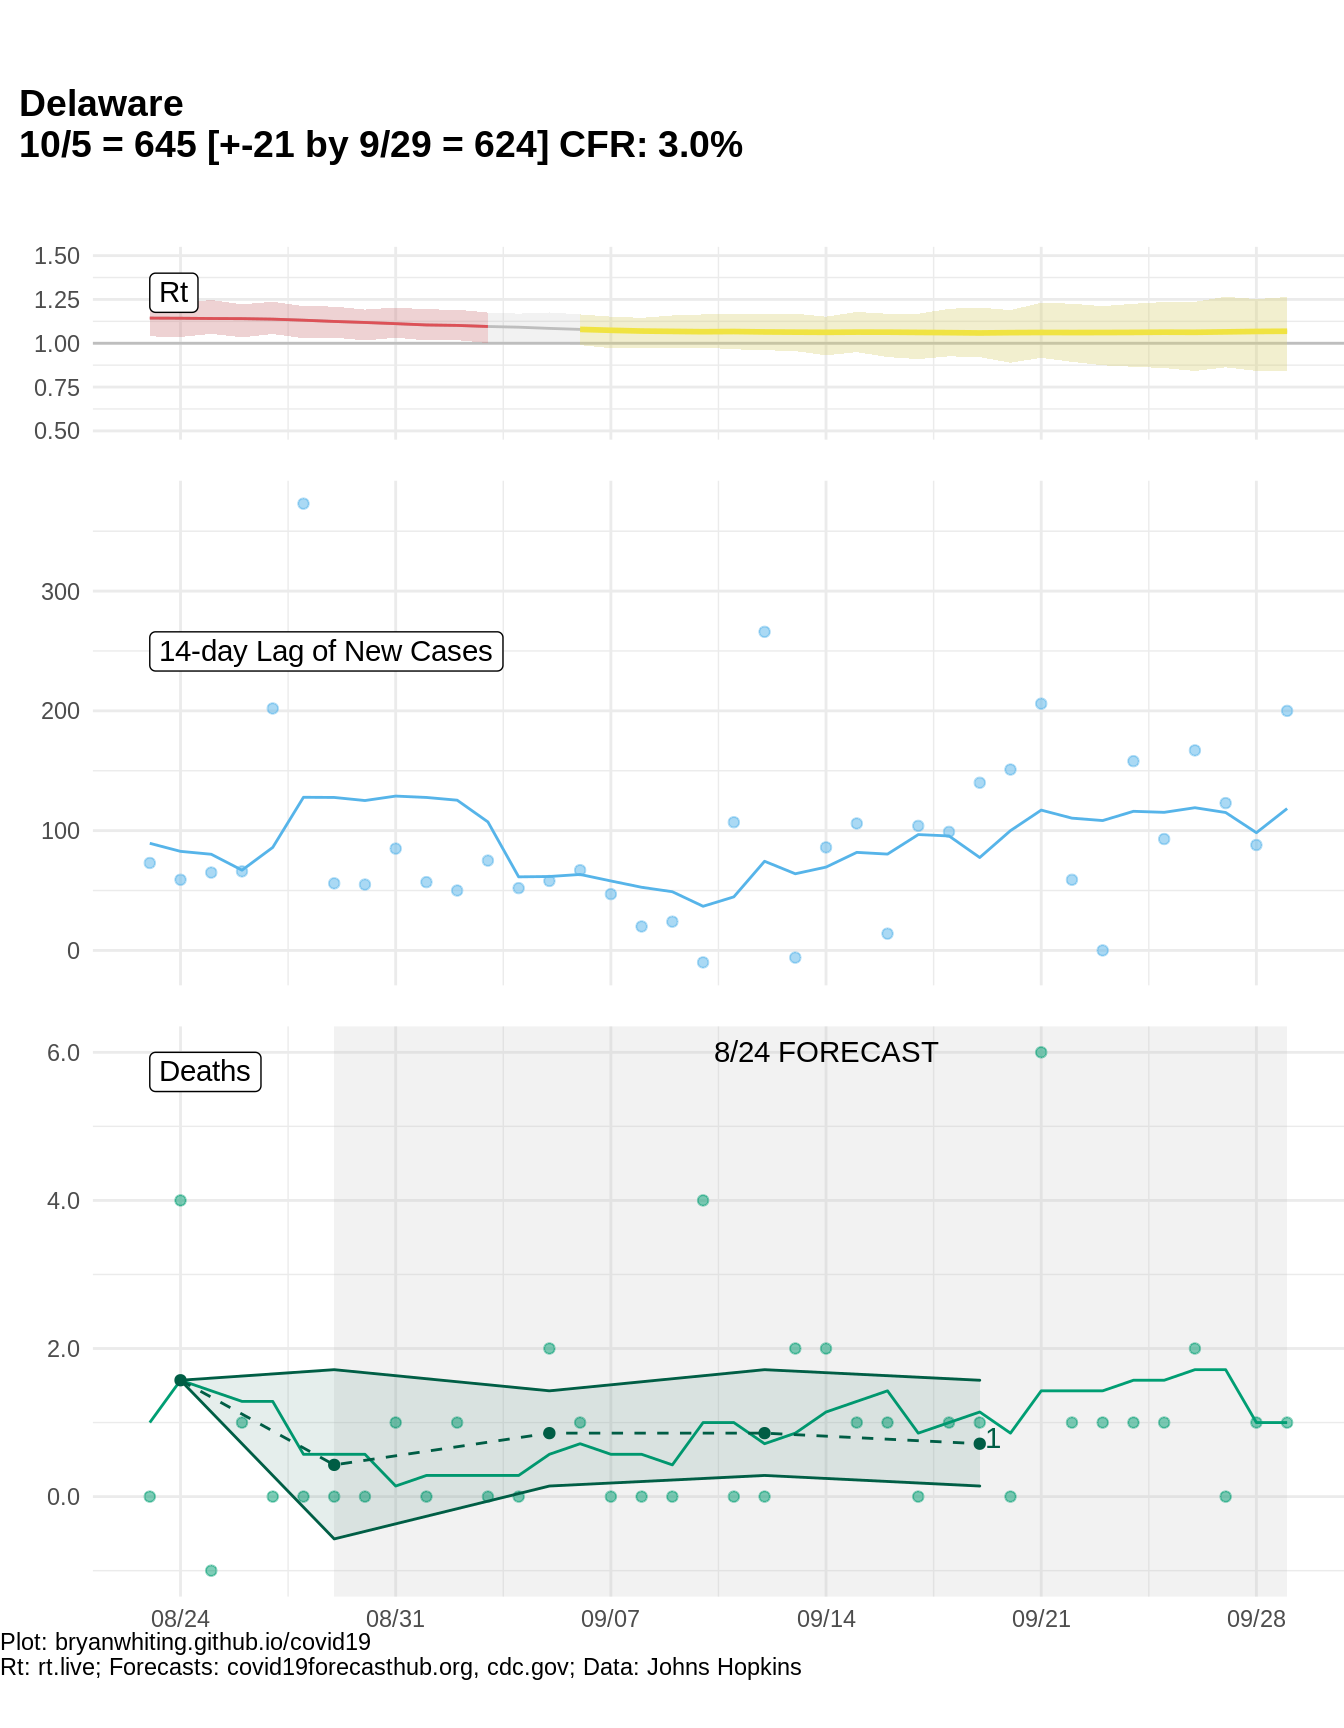 Delaware
10/5 = 645 [+-21 by 9/29 = 624] CFR: 3.0%
1.50
1.25
1.00
0.75
0.50
Rt
300
200
100
0
14-day Lag of New Cases
6.0
4.0
2.0
0.0
Deaths
8/24 FORECAST
1
08/24 08/31 09/07 09/14 09/21 09/28
Plot: bryanwhiting.github.io/covid19
Rt: rt.live; Forecasts: covid19forecasthub.org, cdc.gov; Data: Johns Hopkins